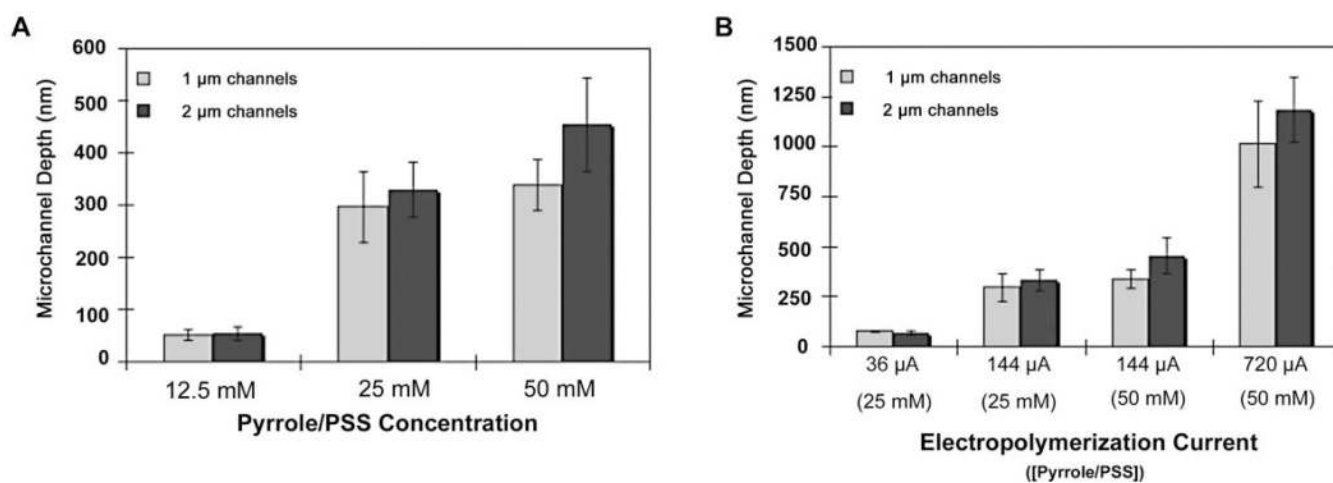 A
600
500
400
300
200
100
0
Microchannel Depth (nm)
1 µm channels
2 µm channels
12.5 mM 25 mM 50 mM
Pyrrole/PSS Concentration
B
1500
1250
1000
750
500
250
0
Microchannel Depth (nm)
1 µm channels
2 µm channels
36 µA 144 µA 144 µA 720 µA
(25 mM) (25 mM) (50 mM) (50 mM)
Electropolymerization Current
([Pyrrole/PSS])